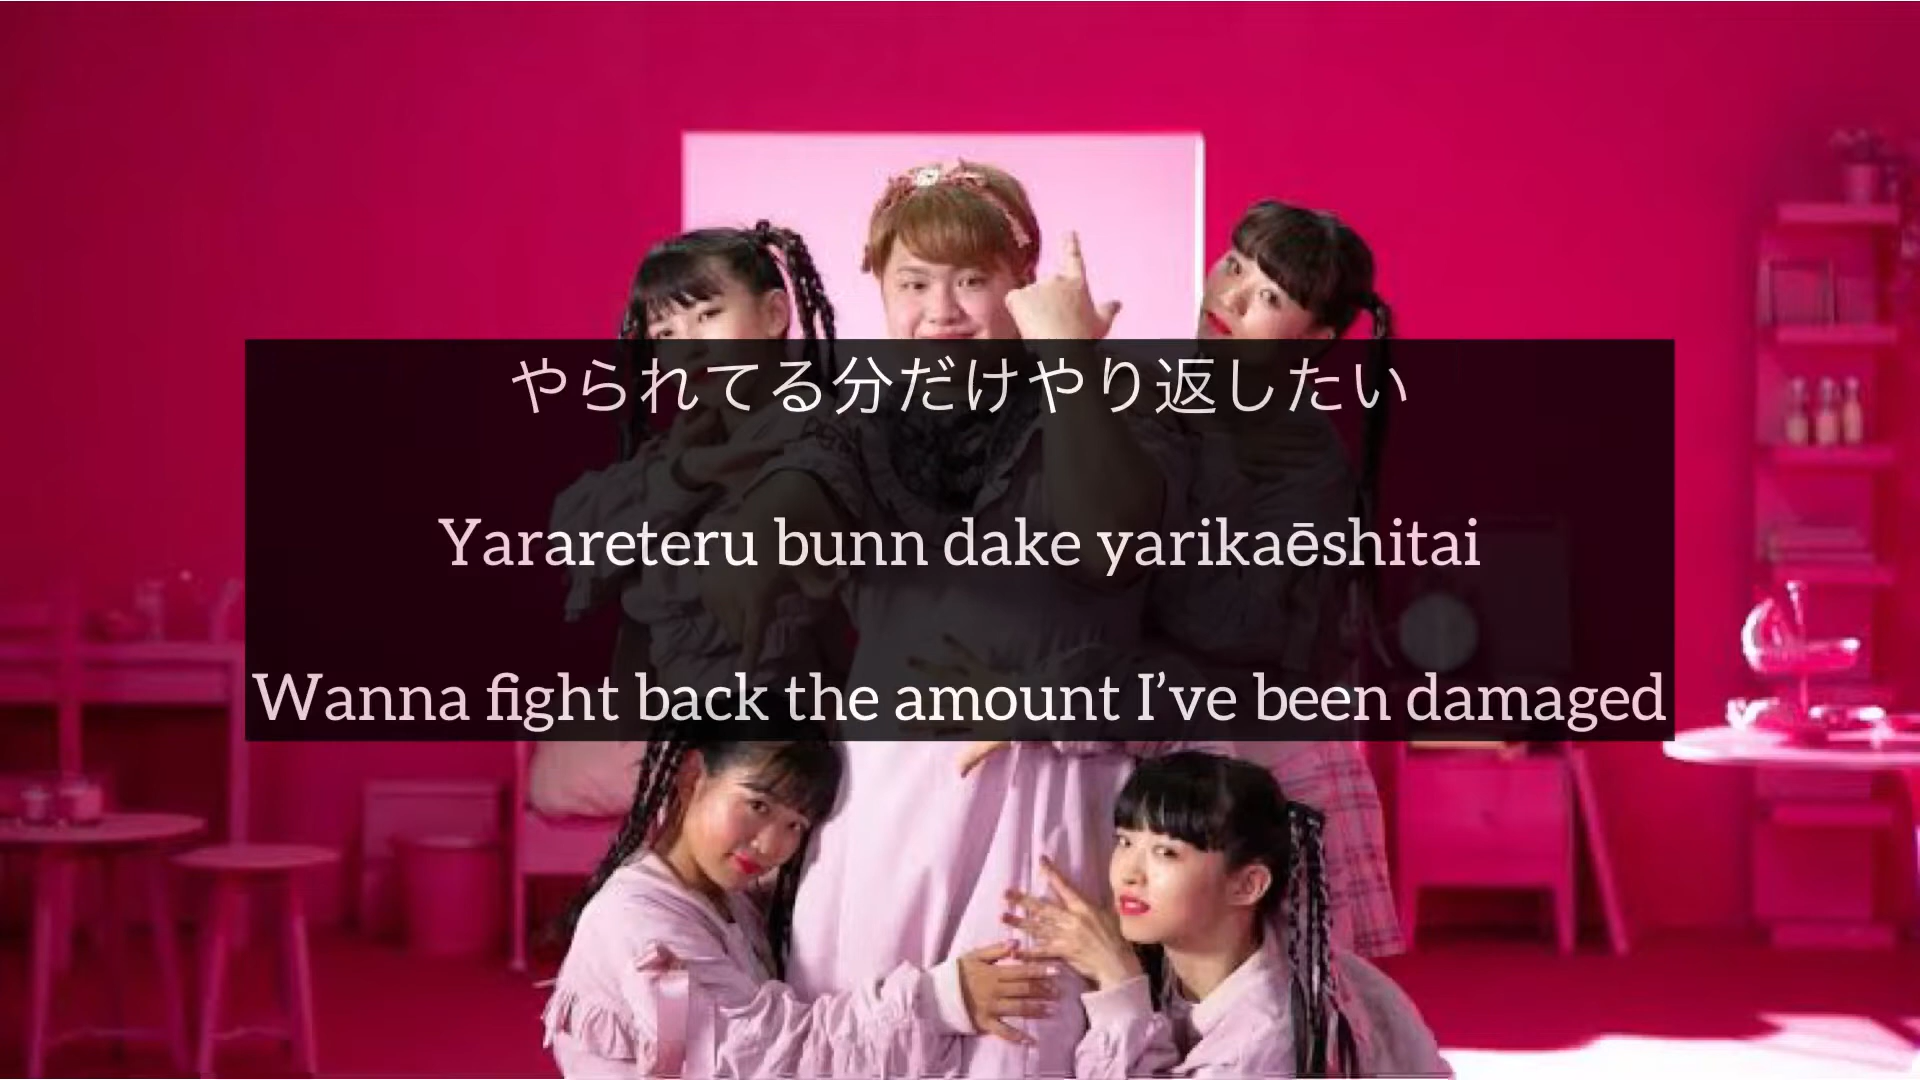 やられてる分だけやり返したい
Yarareteru bunn dake yarikaēshitai
Wanna fight back the amount I’ve been damaged